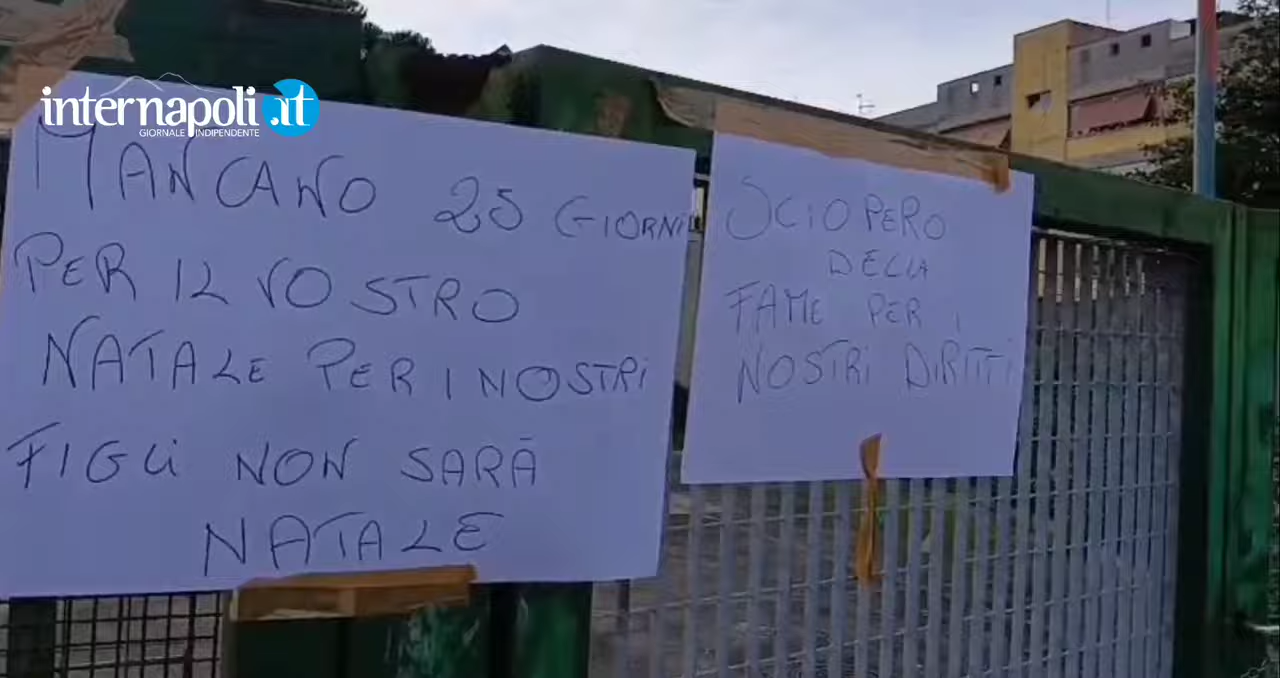 internapoli.it
GIORNALE INDIPENDENTE
MANCANO 25 GIORNI
PER IL VOSTRO
NATALE PER I NOSTRI
FIGLI NON SARÀ
NATALE
SCIOPERO
DELLA
FAME PER I
NOSTRI DIRITTI